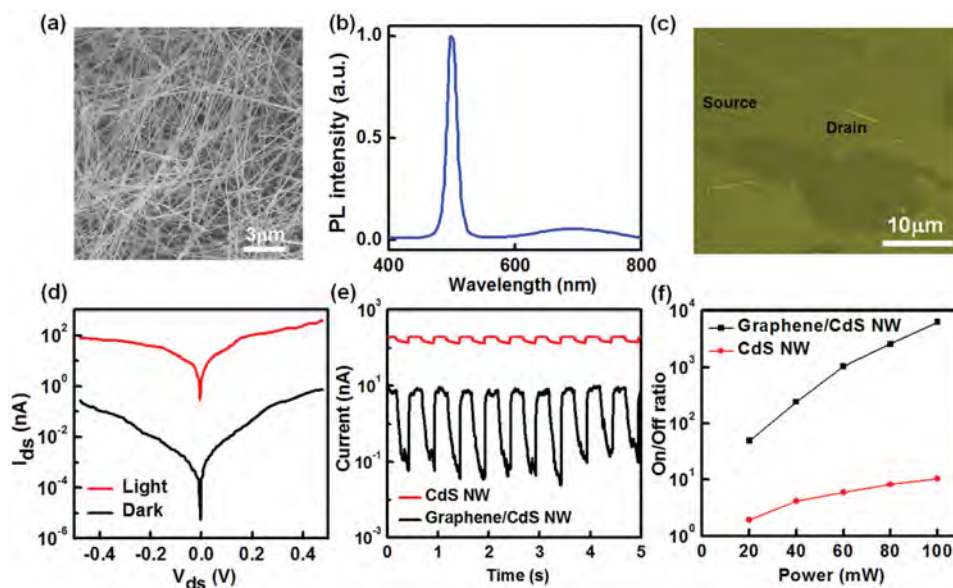 (a)
3μm
(b)
PL intensity (a.u.)
1.0
0.5
0.0
400
600
800
Wavelength (nm)
(c)
Source
Drain
10μm
(d)
I_ds (nA)
10^2
10^0
10^-2
10^-4
10^-6
Light
Dark
-0.4
-0.2
0.0
0.2
0.4
V_ds (V)
(e)
Current (nA)
10^3
10^1
10^-1
10^-3
CdS NW
Graphene/CdS NW
0
1
2
3
4
5
Time (s)
(f)
On/Off ratio
10^4
10^3
10^2
10^1
10^0
Graphene/CdS NW
CdS NW
0
20
40
60
80
100
Power (mW)